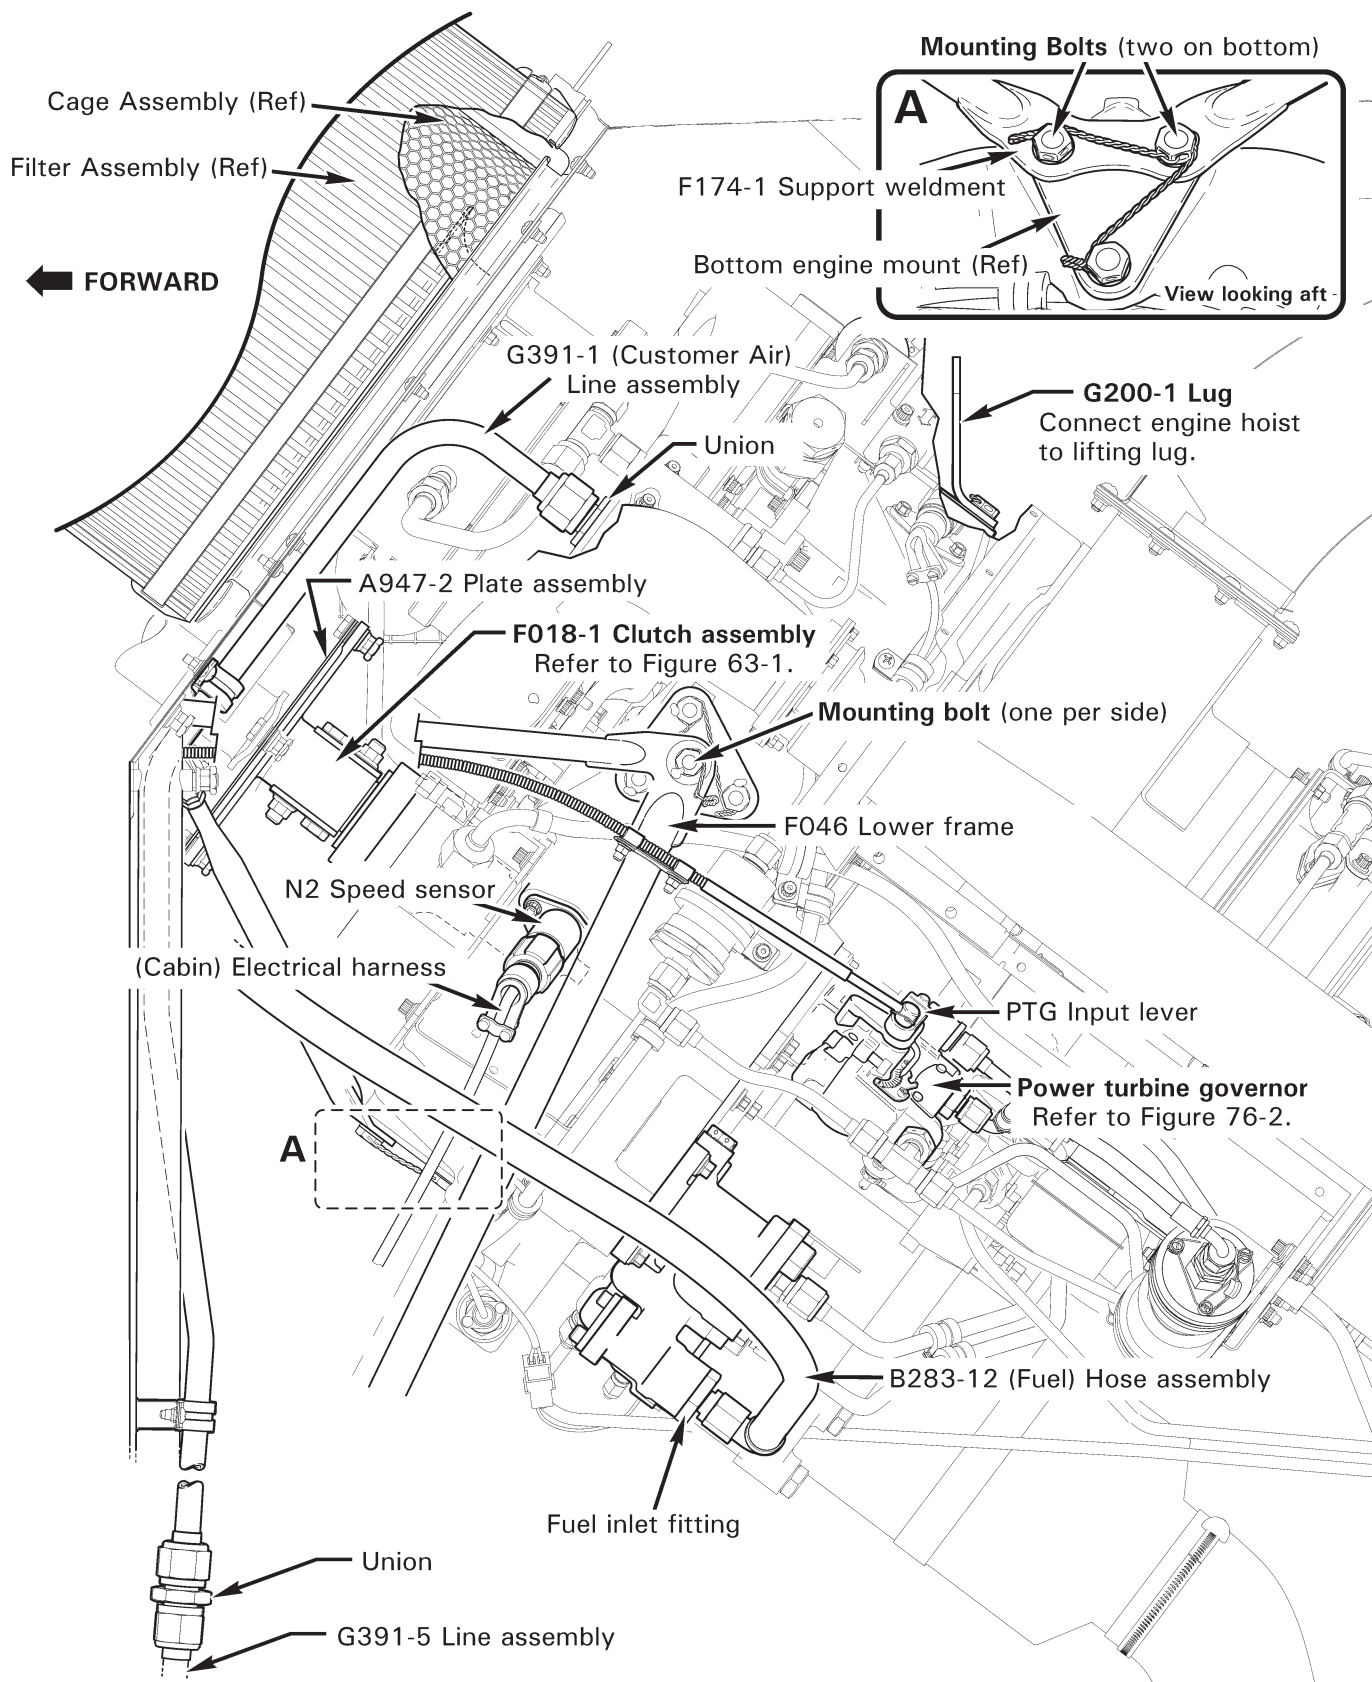 Mounting Bolts (two on bottom)
Cage Assembly (Ref)
A
Filter Assembly (Ref)
F174-1 Support weldment
Bottom engine mount (Ref)
FORWARD
View looking aft
G391-1 (Customer Air)
Line assembly
G200-1 Lug
Connect engine hoist
to lifting lug.
Union
A947-2 Plate assembly
F018-1 Clutch assembly
Refer to Figure 63-1.
Mounting bolt (one per side)
F046 Lower frame
N2 Speed sensor
(Cabin) Electrical harness
PTG Input lever
Power turbine governor
Refer to Figure 76-2.
A
B283-12 (Fuel) Hose assembly
Fuel inlet fitting
Union
G391-5 Line assembly